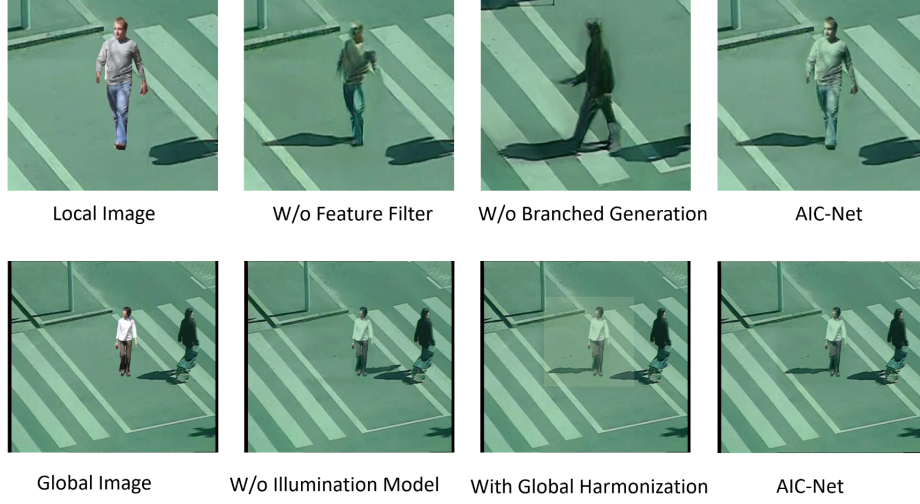 Local Image
W/o Feature Filter
W/o Branched Generation
AIC-Net
Global Image
W/o Illumination Model
With Global Harmonization
AIC-Net